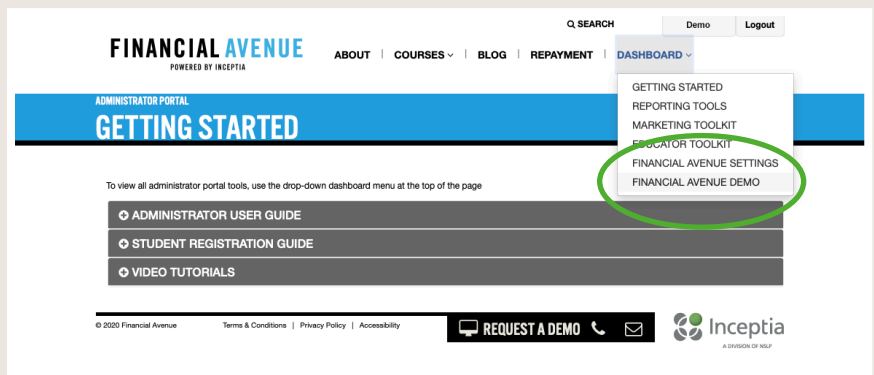 SEARCH
Demo
Logout
FINANCIAL AVENUE
POWERED BY INCEPTIA
ABOUT | COURSES | BLOG | REPAYMENT | DASHBOARD
GETTING STARTED
REPORTING TOOLS
MARKETING TOOLKIT
EDUCATOR TOOLKIT
FINANCIAL AVENUE SETTINGS
FINANCIAL AVENUE DEMO
ADMINISTRATOR PORTAL
GETTING STARTED
To view all administrator portal tools, use the drop-down dashboard menu at the top of the page
ADMINISTRATOR USER GUIDE
STUDENT REGISTRATION GUIDE
VIDEO TUTORIALS
© 2020 Financial Avenue
Terms & Conditions | Privacy Policy | Accessibility
REQUEST A DEMO
Inceptia
A DIVISION OF NSLP